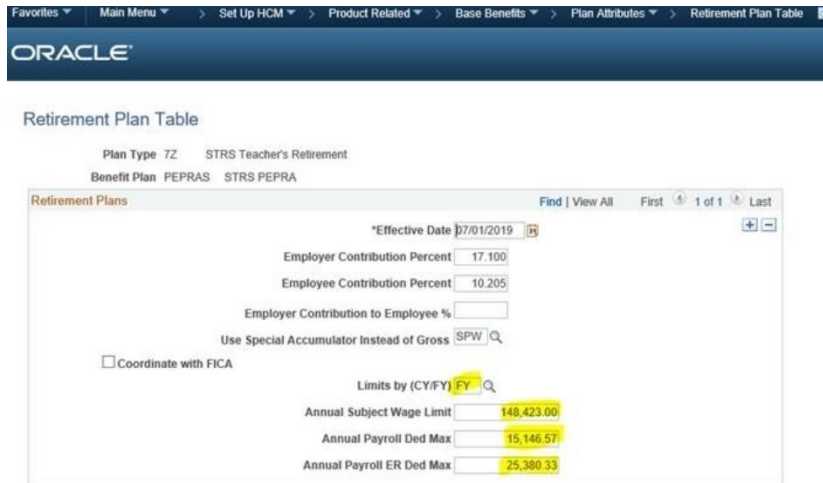 Favorites Main Menu > Set Up HCM > Product Related > Base Benefits > Plan Attributes > Retirement Plan Table
ORACLE
Retirement Plan Table
Plan Type 7Z STRS Teacher's Retirement
Benefit Plan PEPRAS STRS PEPRA
Retirement Plans Find | View All First 1 of 1 Last
*Effective Date 07/01/2019
Employer Contribution Percent 17.100
Employee Contribution Percent 10.205
Employer Contribution to Employee %
Use Special Accumulator Instead of Gross SPW
Coordinate with FICA
Limits by (CY/FY) FY
Annual Subject Wage Limit 148,423.00
Annual Payroll Ded Max 15,146.57
Annual Payroll ER Ded Max 25,380.33